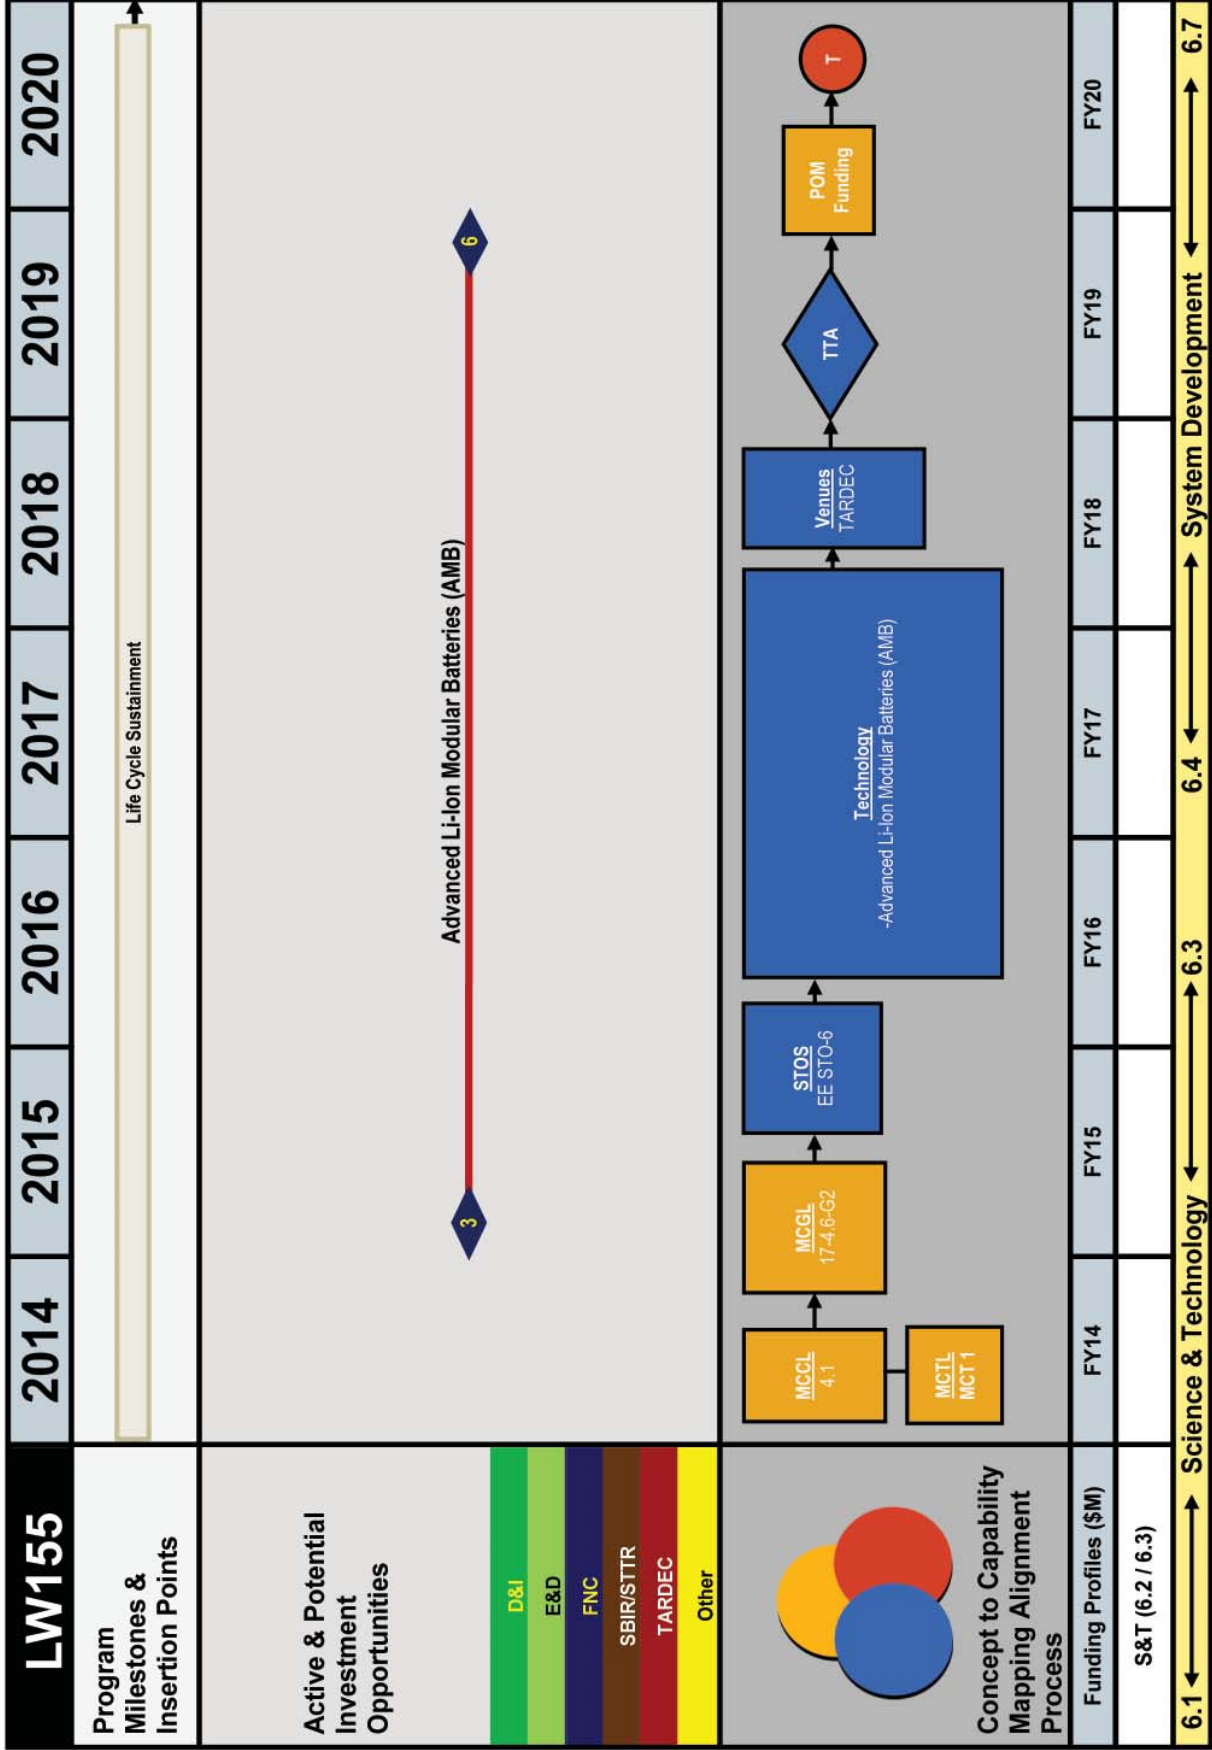 LW155
2014
2015
2016
2017
2018
2019
2020
Program
Milestones &
Insertion Points
Life Cycle Sustainment
Active & Potential
Investment
Opportunities
D&I
E&D
FNC
SBIR/STTR
TARDEC
Other
Advanced Li-Ion Modular Batteries (AMB)
3
6
Concept to Capability
Mapping Alignment
Process
MCCL
4.1
MCTL
MCT 1
MCGL
17-4.6-G2
STOS
EE STO-6
Technology
-Advanced Li-Ion Modular Batteries (AMB)
Venues
TARDEC
TTA
POM
Funding
T
Funding Profiles ($M)
FY14
FY15
FY16
FY17
FY18
FY19
FY20
S&T (6.2 / 6.3)
6.1
Science & Technology
6.3
6.4
System Development
6.7